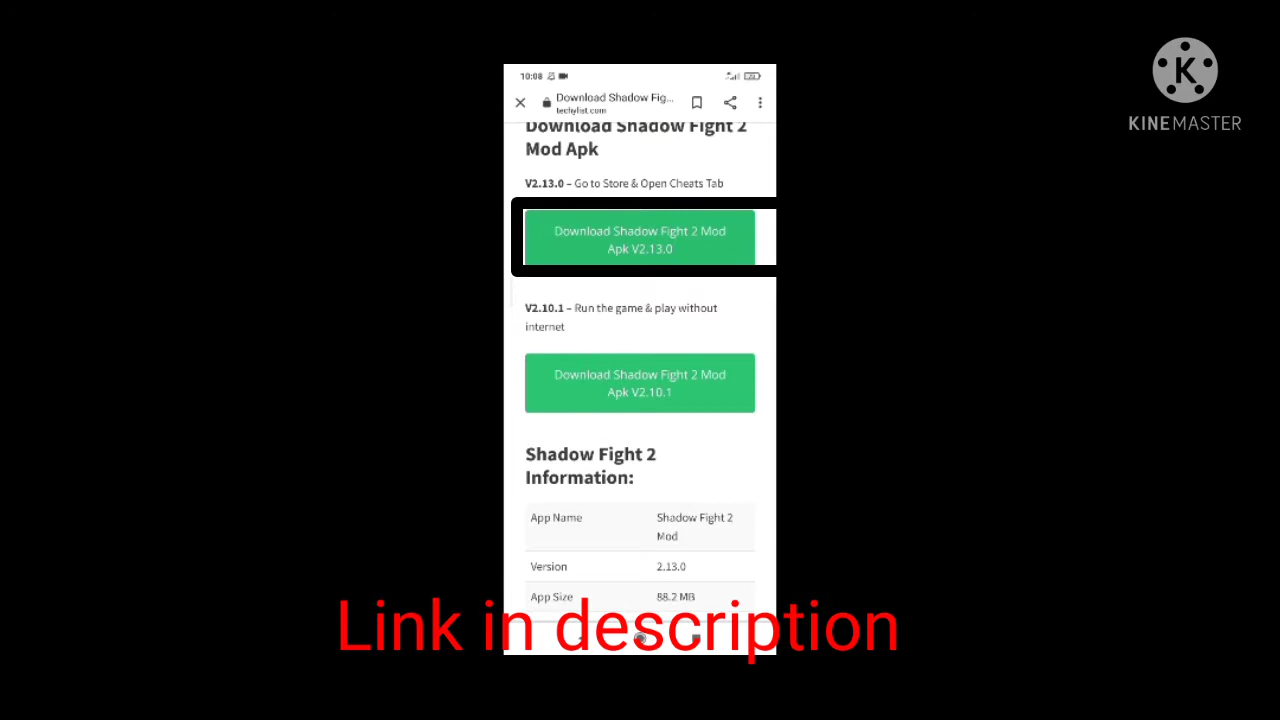 KINEMASTER
10:08
Download Shadow Fig...
techylist.com
Download Shadow Fight 2
Mod Apk
V2.13.0 – Go to Store & Open Cheats Tab
Download Shadow Fight 2 Mod
Apk V2.13.0
V2.10.1 – Run the game & play without
internet
Download Shadow Fight 2 Mod
Apk V2.10.1
Shadow Fight 2
Information:
App Name Shadow Fight 2
Mod
Version 2.13.0
App Size 88.2 MB
Link in description